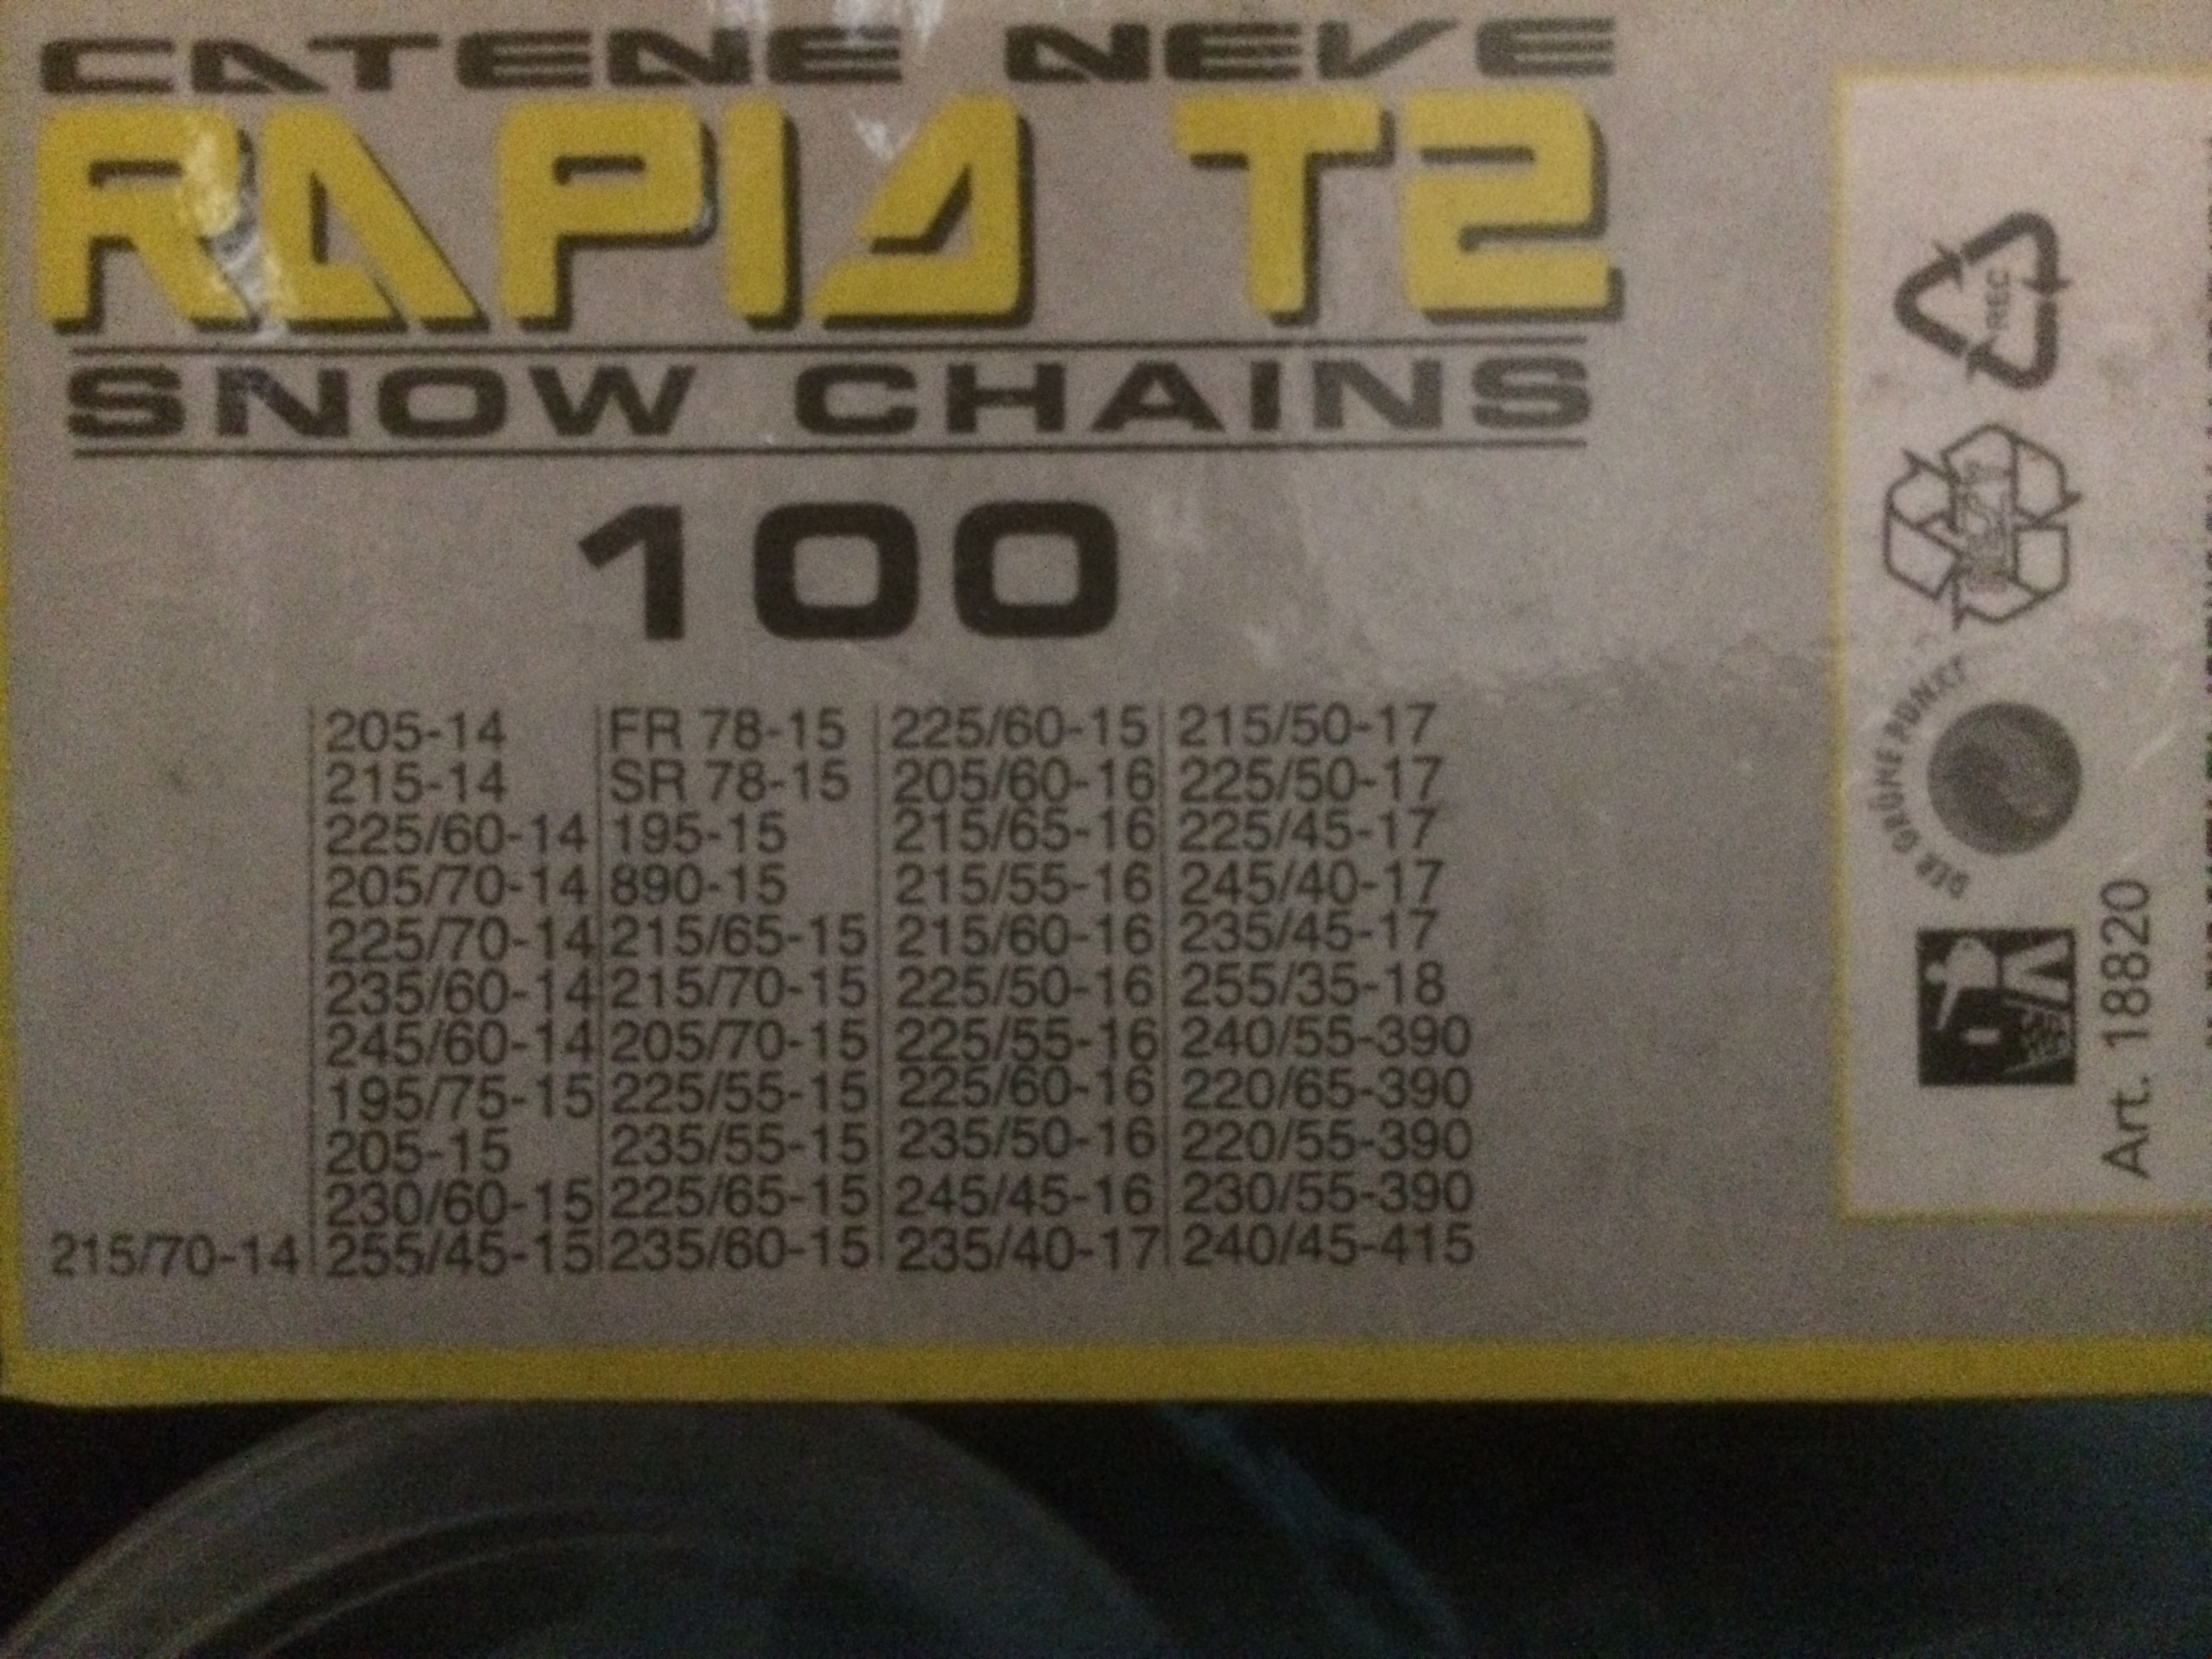 CATENE NEVE
RAPID T2
SNOW CHAINS
100
205-14 FR 78-15 225/60-15 215/50-17
215-14 SR 78-15 205/60-16 225/50-17
225/60-14 195-15 215/65-16 225/45-17
205/70-14 890-15 215/55-16 245/40-17
225/70-14 215/65-15 215/60-16 235/45-17
235/60-14 215/70-15 225/50-16 255/35-18
245/60-14 205/70-15 225/55-16 240/55-390
195/75-15 225/55-15 225/60-16 220/65-390
205-15 235/55-15 235/50-16 220/55-390
230/60-15 225/65-15 245/45-16 230/55-390
215/70-14 255/45-15 235/60-15 235/40-17 240/45-415
REC
DER GRÜNE PUNKT
Art. 18820